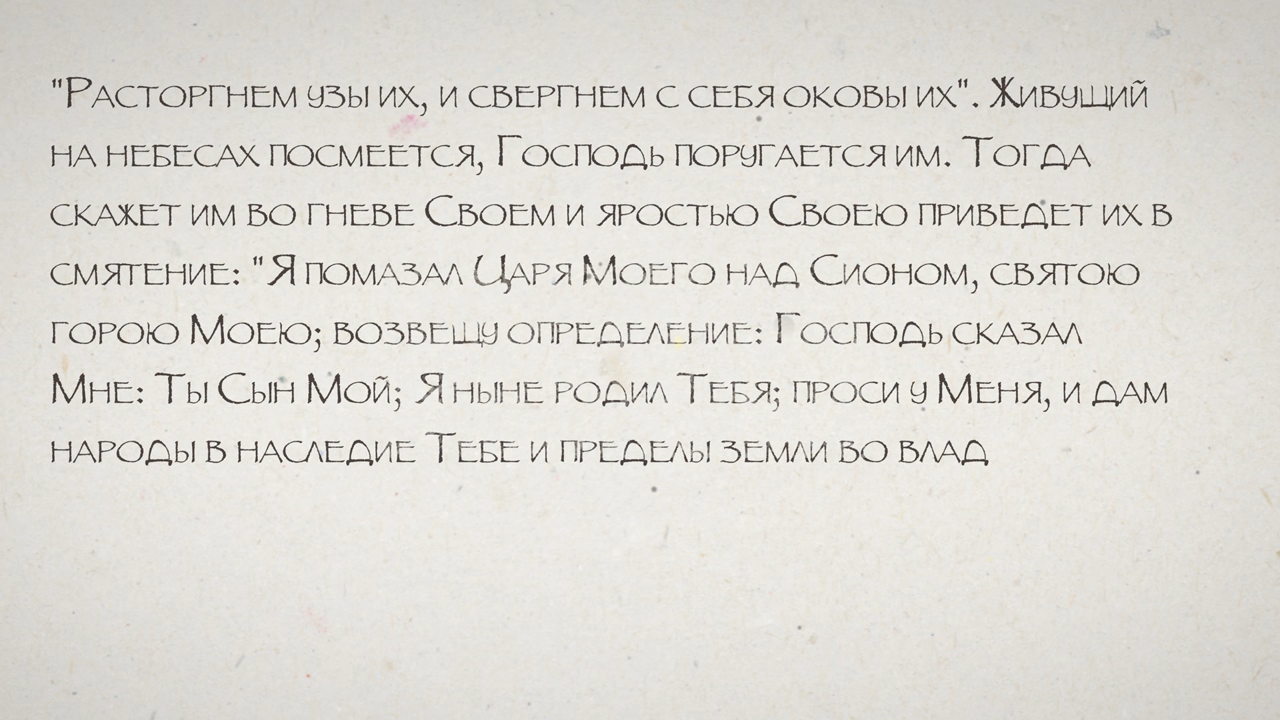 "Расторгнем узы их, и свергнем с себя оковы их". Живущий
на небесах посмеется, Господь поругается им. Тогда
скажет им во гневе Своем и яростью Своею приведет их в
смятение: "Я помазал Царя Моего над Сионом, святою
горою Моею; возвещу определение: Господь сказал
Мне: Ты Сын Мой; Я ныне родил Тебя; проси у Меня, и дам
народы в наследие Тебе и пределы земли во влад